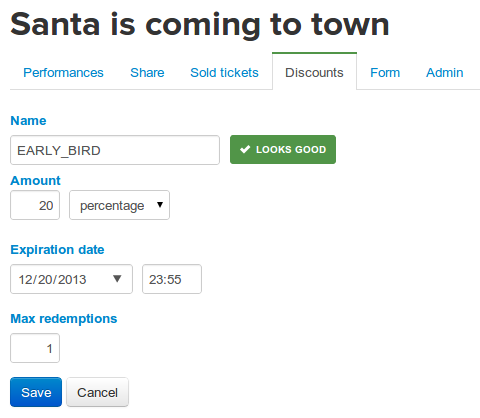 Santa is coming to town
Performances Share Sold tickets Discounts Form Admin
Name
EARLY_BIRD LOOKS GOOD
Amount
20 percentage
Expiration date
12/20/2013 23:55
Max redemptions
1
Save Cancel